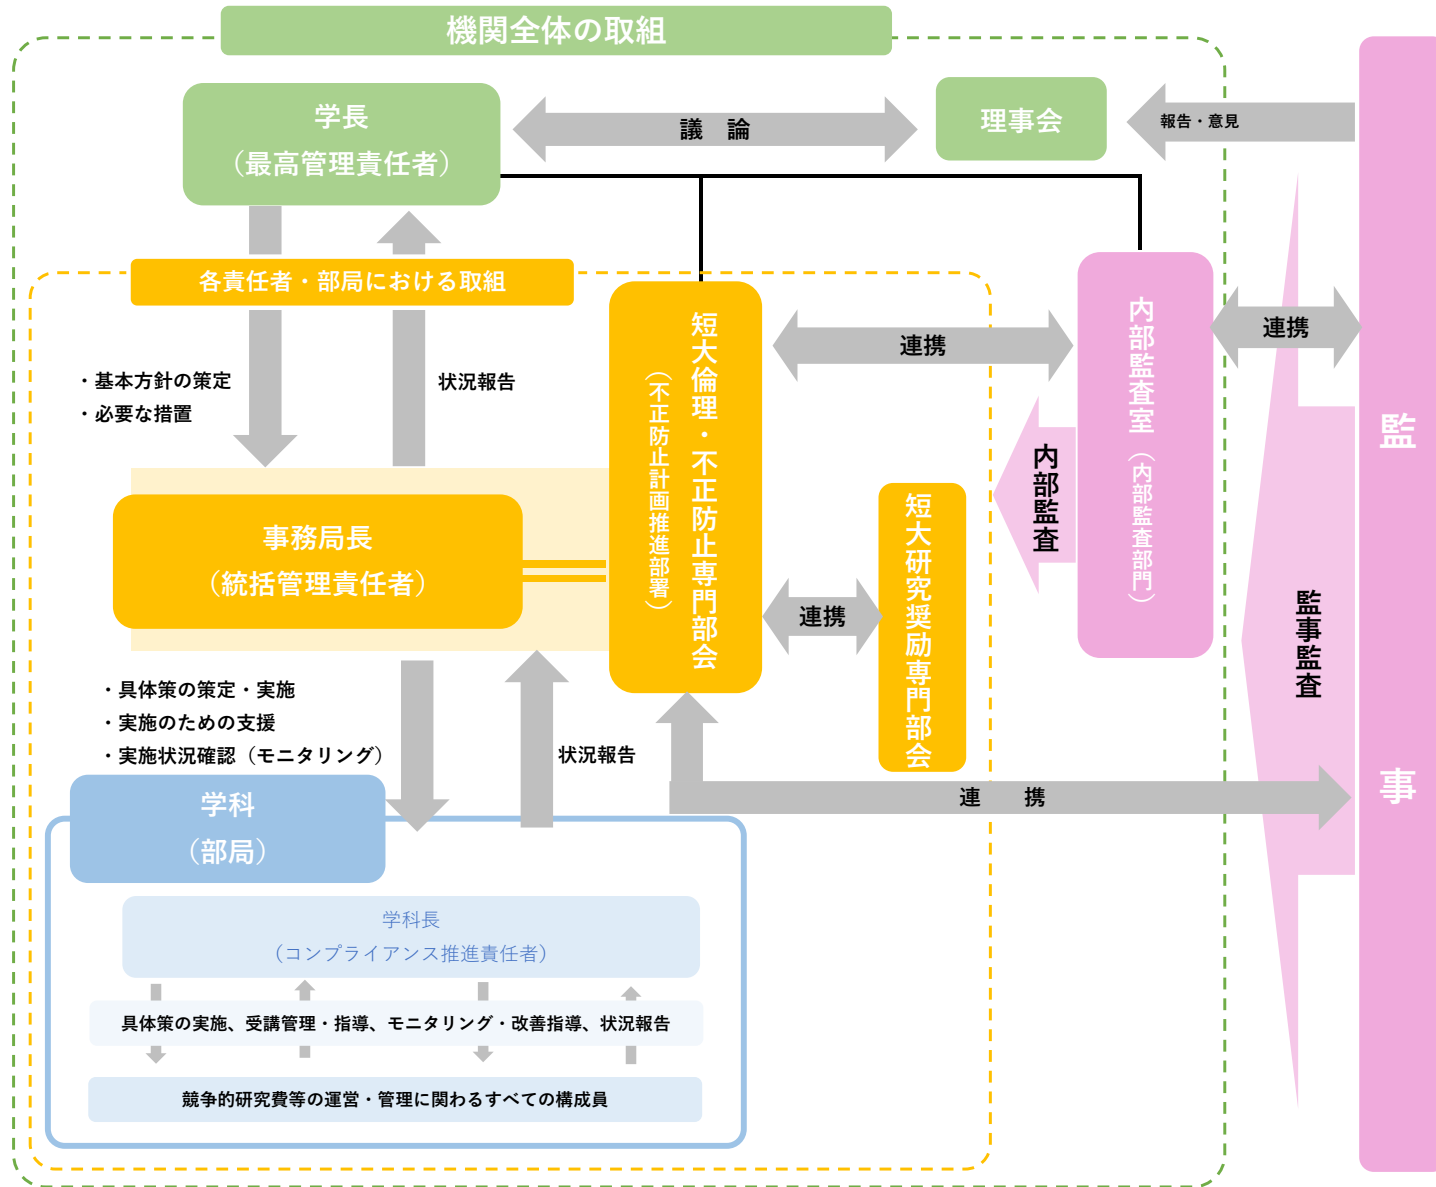 機関全体の取組
学長
（最高管理責任者）
議　論
理事会
報告・意見
各責任者・部局における取組
・基本方針の策定
・必要な措置
状況報告
短大倫理・不正防止専門部会
（不正防止計画推進部署）
連携
内部監査室（内部監査部門）
連携
監事
内部監査
事務局長
（統括管理責任者）
連携
短大研究奨励専門部会
監事監査
・具体策の策定・実施
・実施のための支援
・実施状況確認（モニタリング）
状況報告
連　携
学科
（部局）
学科長
（コンプライアンス推進責任者）
具体策の実施、受講管理・指導、モニタリング・改善指導、状況報告
競争的研究費等の運営・管理に関わるすべての構成員